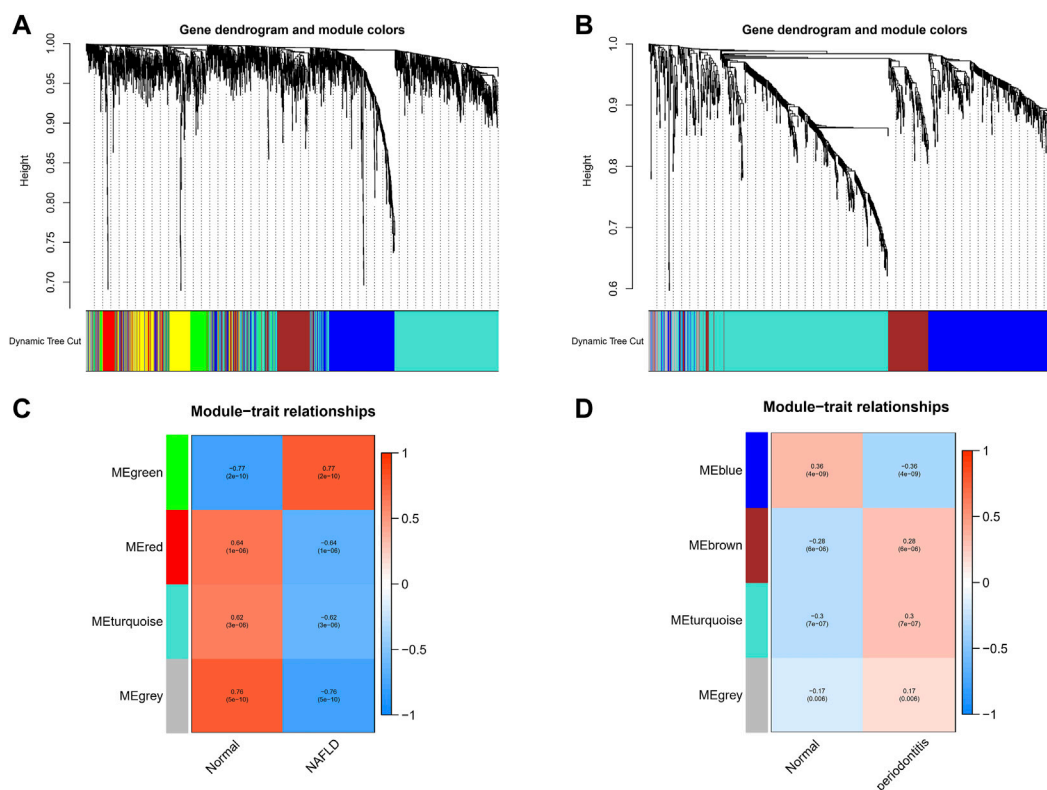 A
Gene dendrogram and module colors
Height
1.00
0.95
0.90
0.85
0.80
0.75
0.70
Dynamic Tree Cut
B
Gene dendrogram and module colors
Height
1.0
0.9
0.8
0.7
0.6
Dynamic Tree Cut
C
Module−trait relationships
MEgreen
−0.77
(2e−10)
0.77
(2e−10)
MEred
0.64
(1e−06)
−0.64
(1e−06)
MEturquoise
0.62
(3e−06)
−0.62
(3e−06)
MEgrey
0.76
(5e−10)
−0.76
(5e−10)
1
0.5
0
−0.5
−1
Normal
NAFLD
D
Module−trait relationships
MEblue
0.36
(4e−09)
−0.36
(4e−09)
MEbrown
−0.28
(6e−06)
0.28
(6e−06)
MEturquoise
−0.3
(7e−07)
0.3
(7e−07)
MEgrey
−0.17
(0.006)
0.17
(0.006)
1
0.5
0
−0.5
−1
Normal
periodontitis